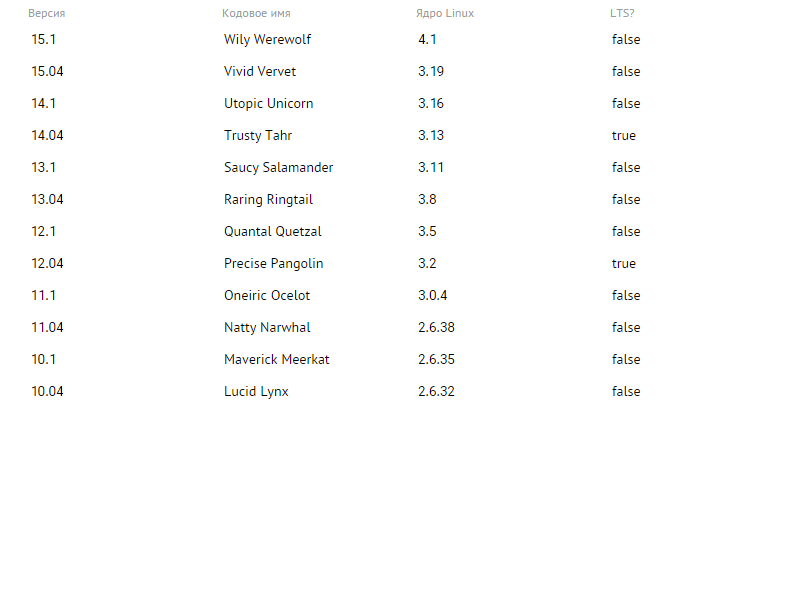 Версия Кодовое имя Ядро Linux LTS?
15.1 Wily Werewolf 4.1 false
15.04 Vivid Vervet 3.19 false
14.1 Utopic Unicorn 3.16 false
14.04 Trusty Tahr 3.13 true
13.1 Saucy Salamander 3.11 false
13.04 Raring Ringtail 3.8 false
12.1 Quantal Quetzal 3.5 false
12.04 Precise Pangolin 3.2 true
11.1 Oneiric Ocelot 3.0.4 false
11.04 Natty Narwhal 2.6.38 false
10.1 Maverick Meerkat 2.6.35 false
10.04 Lucid Lynx 2.6.32 false